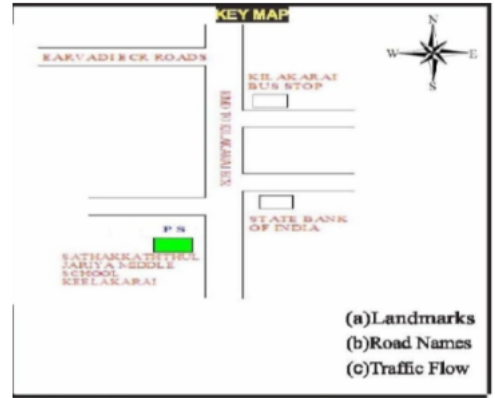 KEY MAP
N
W
E
S
EARVADI ECR ROADS
KILAKARAI
BUS STOP
STATE BANK
OF INDIA
P S
SATHAKKATHTHUL
JARIYA MIDDLE
SCHOOL
KEELAKARAI
(a)Landmarks
(b)Road Names
(c)Traffic Flow